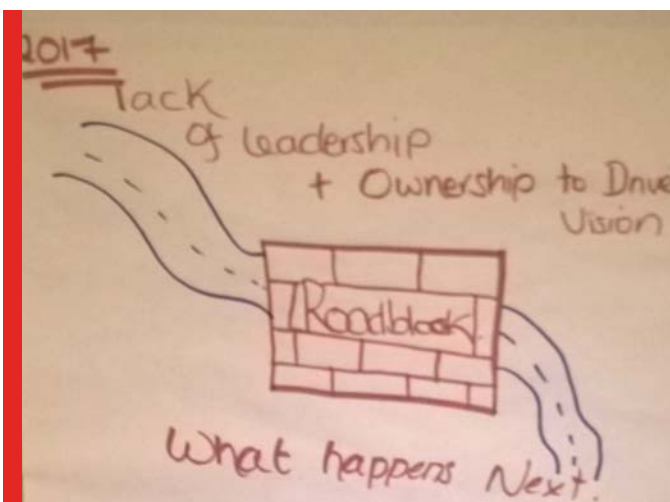 2017
lack
of leadership
+ Ownership to Drive
Vision
Roadblock
What happens Next